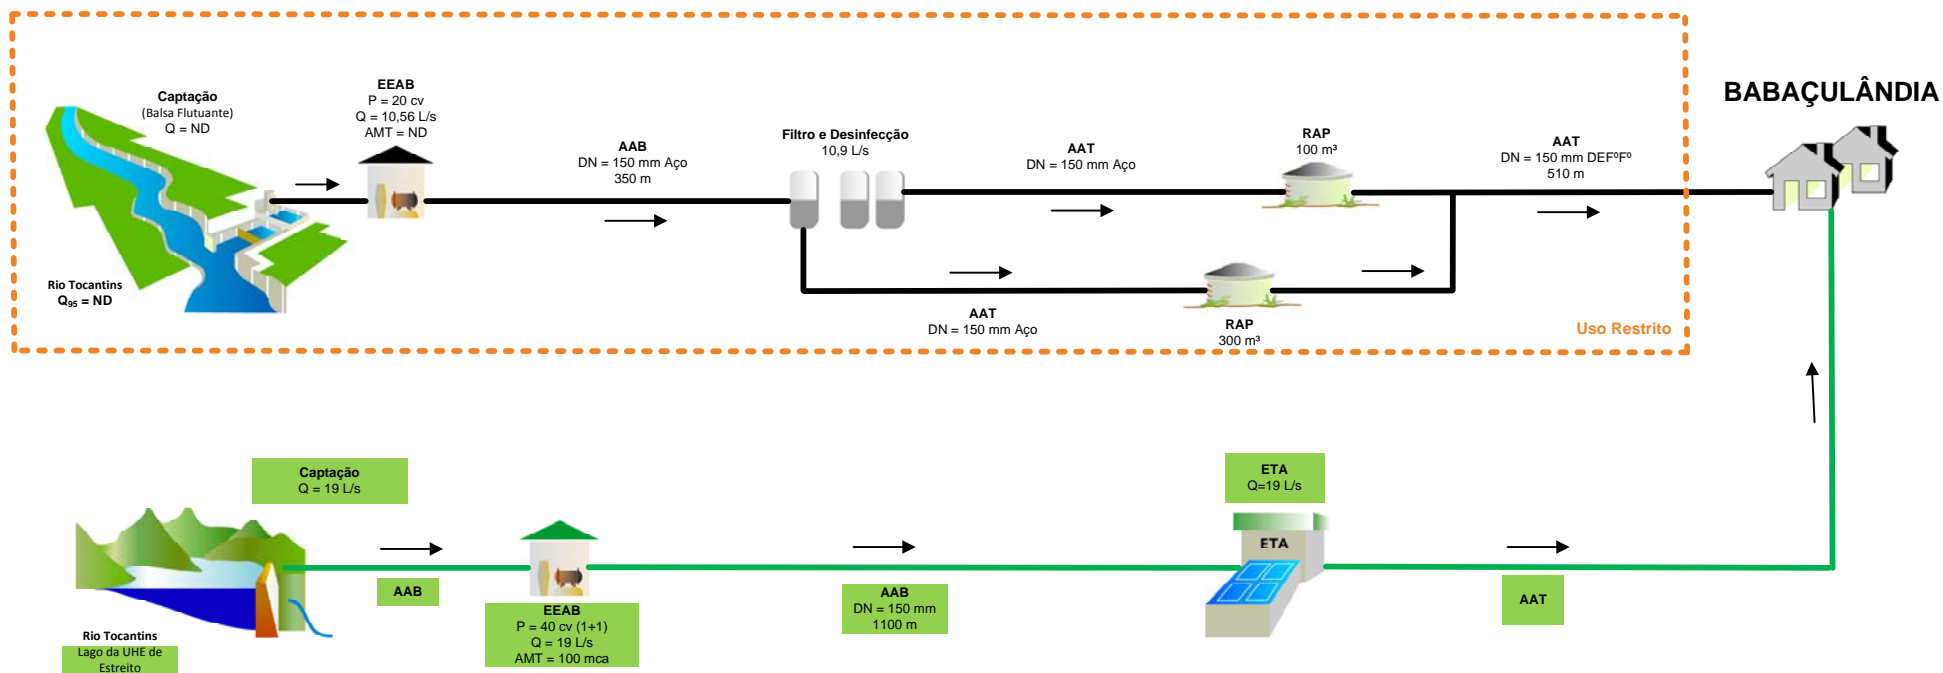 Captação
(Balsa Flutuante)
Q = ND
EEAB
P = 20 cv
Q = 10,56 L/s
AMT = ND
AAB
DN = 150 mm Aço
350 m
Filtro e Desinfecção
10,9 L/s
AAT
DN = 150 mm Aço
RAP
100 m³
AAT
DN = 150 mm DEFºFº
510 m
BABAÇULÂNDIA
Rio Tocantins
Q₉₅ = ND
AAT
DN = 150 mm Aço
RAP
300 m³
Uso Restrito
Captação
Q = 19 L/s
ETA
Q=19 L/s
ETA
AAB
EEAB
P = 40 cv (1+1)
Q = 19 L/s
AMT = 100 mca
AAB
DN = 150 mm
1100 m
AAT
Rio Tocantins
Lago da UHE de
Estreito